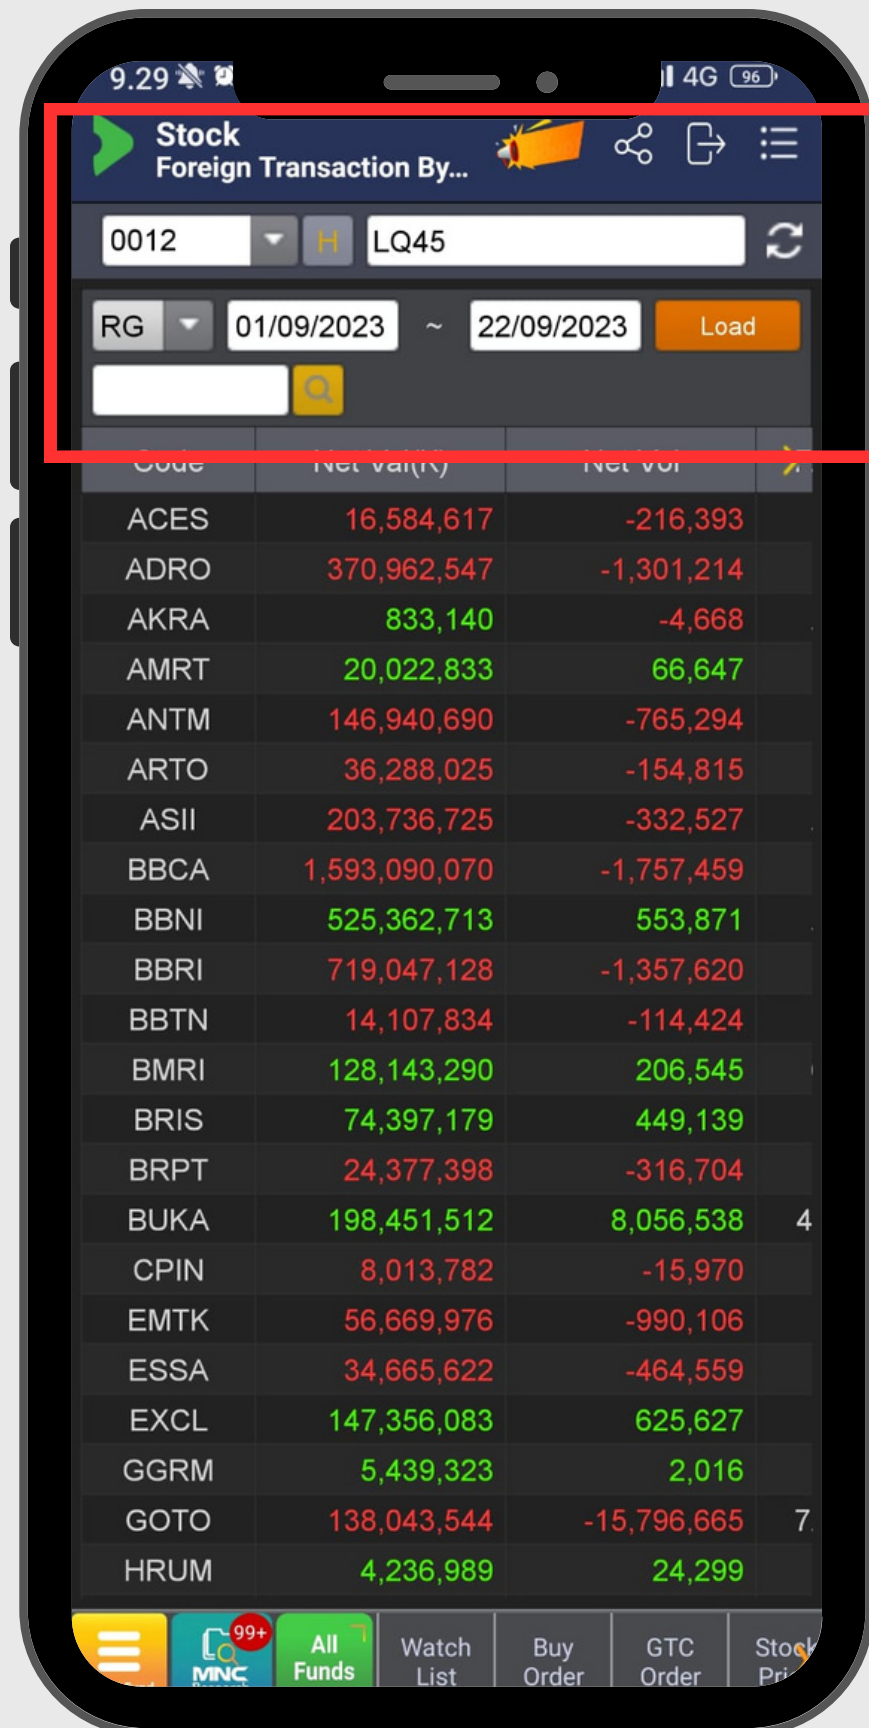 9.29 4G 96
Stock
Foreign Transaction By...
0012 H LQ45
RG 01/09/2023 ~ 22/09/2023 Load
Code Net Val(K) Net Vol
ACES 16,584,617 -216,393
ADRO 370,962,547 -1,301,214
AKRA 833,140 -4,668
AMRT 20,022,833 66,647
ANTM 146,940,690 -765,294
ARTO 36,288,025 -154,815
ASII 203,736,725 -332,527
BBCA 1,593,090,070 -1,757,459
BBNI 525,362,713 553,871
BBRI 719,047,128 -1,357,620
BBTN 14,107,834 -114,424
BMRI 128,143,290 206,545
BRIS 74,397,179 449,139
BRPT 24,377,398 -316,704
BUKA 198,451,512 8,056,538 4
CPIN 8,013,782 -15,970
EMTK 56,669,976 -990,106
ESSA 34,665,622 -464,559
EXCL 147,356,083 625,627
GGRM 5,439,323 2,016
GOTO 138,043,544 -15,796,665 7
HRUM 4,236,989 24,299
99+ All Watch Buy GTC Stock
MNC Funds List Order Order